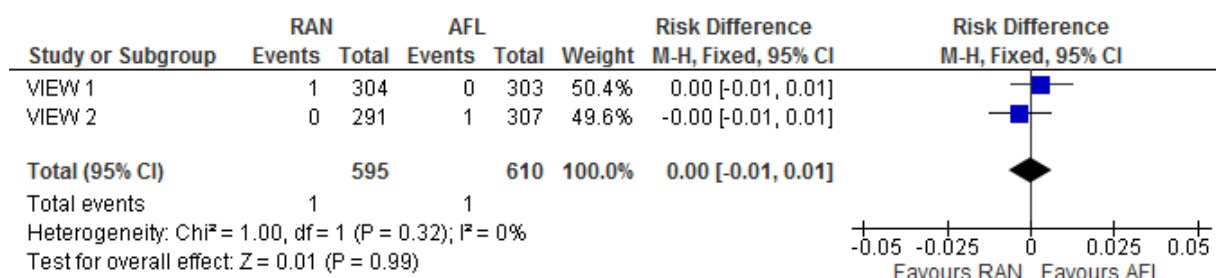 RAN AFL Risk Difference Risk Difference
Study or Subgroup Events Total Events Total Weight M-H, Fixed, 95% CI M-H, Fixed, 95% CI
VIEW 1 1 304 0 303 50.4% 0.00 [-0.01, 0.01]
VIEW 2 0 291 1 307 49.6% -0.00 [-0.01, 0.01]
Total (95% CI) 595 610 100.0% 0.00 [-0.01, 0.01]
Total events 1 1
Heterogeneity: Chi² = 1.00, df = 1 (P = 0.32); I² = 0%
Test for overall effect: Z = 0.01 (P = 0.99)
-0.05 -0.025 0 0.025 0.05
Favours RAN Favours AFL